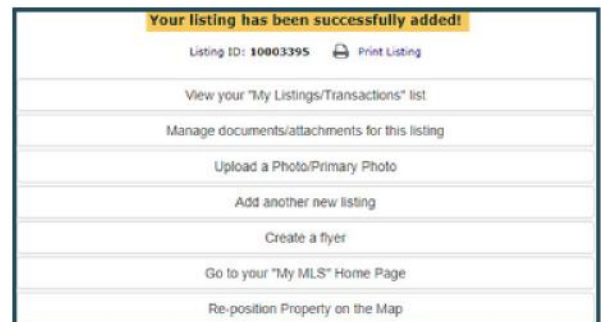 Your listing has been successfully added!
Listing ID: 10003395 Print Listing
View your "My Listings/Transactions" list
Manage documents/attachments for this listing
Upload a Photo/Primary Photo
Add another new listing
Create a flyer
Go to your "My MLS" Home Page
Re-position Property on the Map